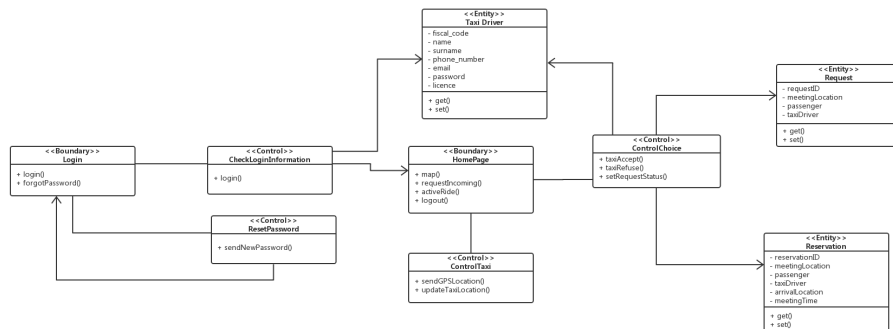 <<Entity>>
Taxi Driver
- fiscal_code
- name
- surname
- phone_number
- email
- password
- licence
+ get()
+ set()
<<Entity>>
Request
- requestID
- meetingLocation
- passenger
- taxiDriver
+ get()
+ set()
<<Boundary>>
Login
+ login()
+ forgotPassword()
<<Control>>
CheckLoginInformation
+ login()
<<Boundary>>
HomePage
+ map()
+ requestIncoming()
+ activeRide()
+ logout()
<<Control>>
ControlChoice
+ taxiAccept()
+ taxiRefuse()
+ setRequestStatus()
<<Control>>
ResetPassword
+ sendNewPassword()
<<Control>>
ControlTaxi
+ sendGPSLocation()
+ updateTaxiLocation()
<<Entity>>
Reservation
- reservationID
- meetingLocation
- passenger
- taxiDriver
- arrivalLocation
- meetingTime
+ get()
+ set()